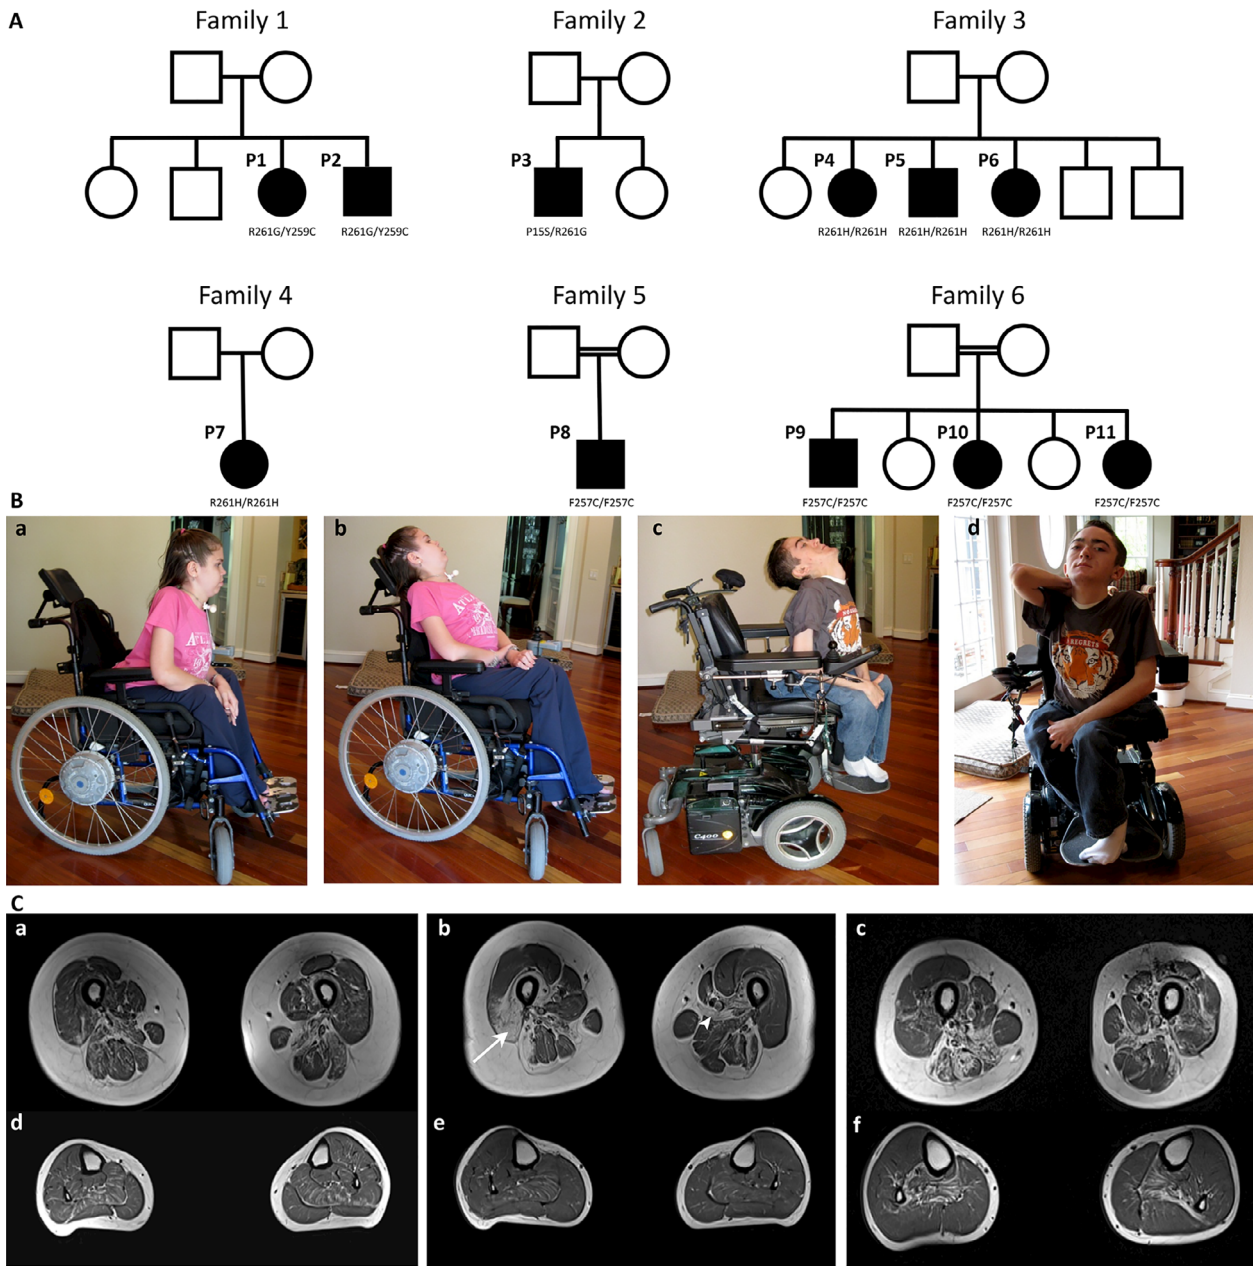 A
Family 1
Family 2
Family 3
P1
P2
P3
P4
P5
P6
R261G/Y259C
R261G/Y259C
P15S/R261G
R261H/R261H
R261H/R261H
R261H/R261H
Family 4
Family 5
Family 6
P7
P8
P9
P10
P11
R261H/R261H
F257C/F257C
F257C/F257C
F257C/F257C
F257C/F257C
B
a
b
c
d
C400
REGRETS
C
a
b
c
d
e
f